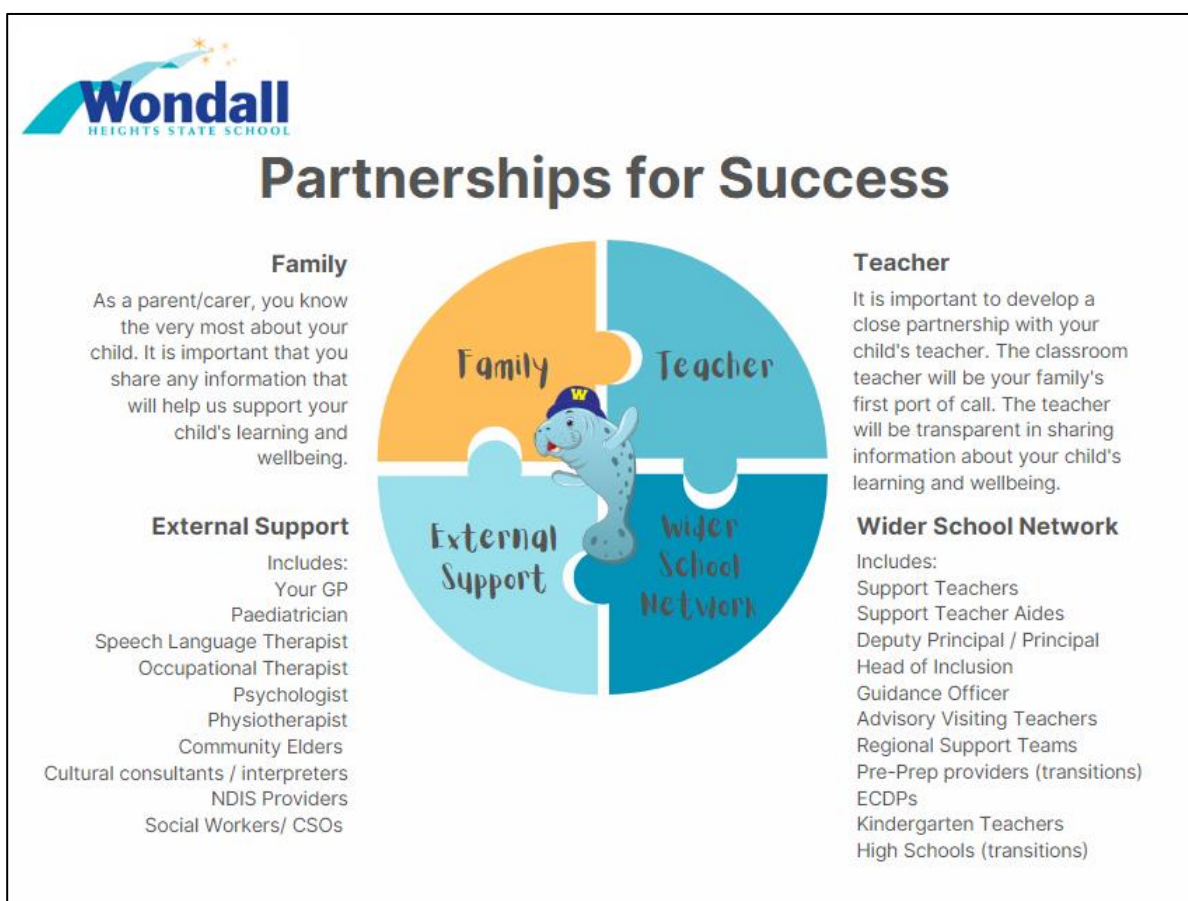 Wondall
HEIGHTS STATE SCHOOL
Partnerships for Success
Family
As a parent/carer, you know
the very most about your
child. It is important that you
share any information that
will help us support your
child's learning and
wellbeing.
Teacher
It is important to develop a
close partnership with your
child's teacher. The classroom
teacher will be your family's
first port of call. The teacher
will be transparent in sharing
information about your child's
learning and wellbeing.
Family
Teacher
W
External
Support
Wider
School
Network
External Support
Includes:
Your GP
Paediatrician
Speech Language Therapist
Occupational Therapist
Psychologist
Physiotherapist
Community Elders
Cultural consultants / interpreters
NDIS Providers
Social Workers/ CSOs
Wider School Network
Includes:
Support Teachers
Support Teacher Aides
Deputy Principal / Principal
Head of Inclusion
Guidance Officer
Advisory Visiting Teachers
Regional Support Teams
Pre-Prep providers (transitions)
ECDPs
Kindergarten Teachers
High Schools (transitions)